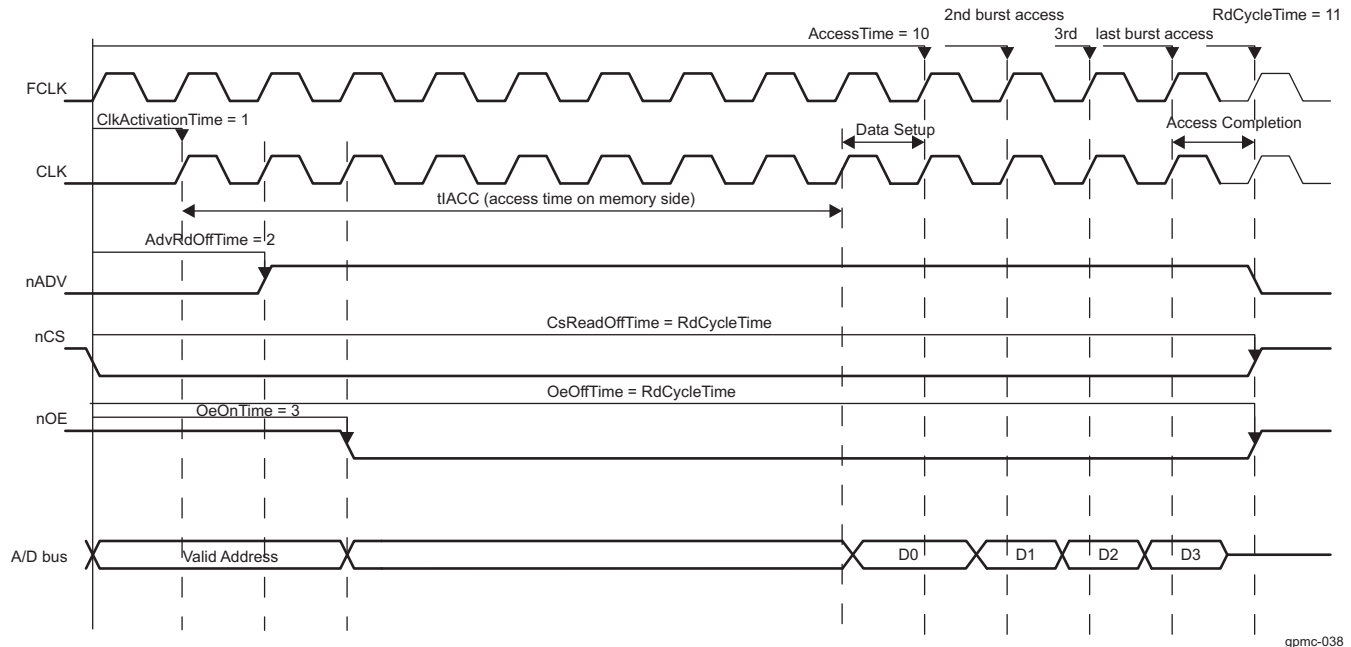 2nd burst access
RdCycleTime = 11
AccessTime = 10
3rd
last burst access
FCLK
ClkActivationTime = 1
Data Setup
Access Completion
CLK
tIACC (access time on memory side)
AdvRdOffTime = 2
nADV
CsReadOffTime = RdCycleTime
nCS
OeOffTime = RdCycleTime
OeOnTime = 3
nOE
A/D bus
Valid Address
D0
D1
D2
D3
gpmc-038